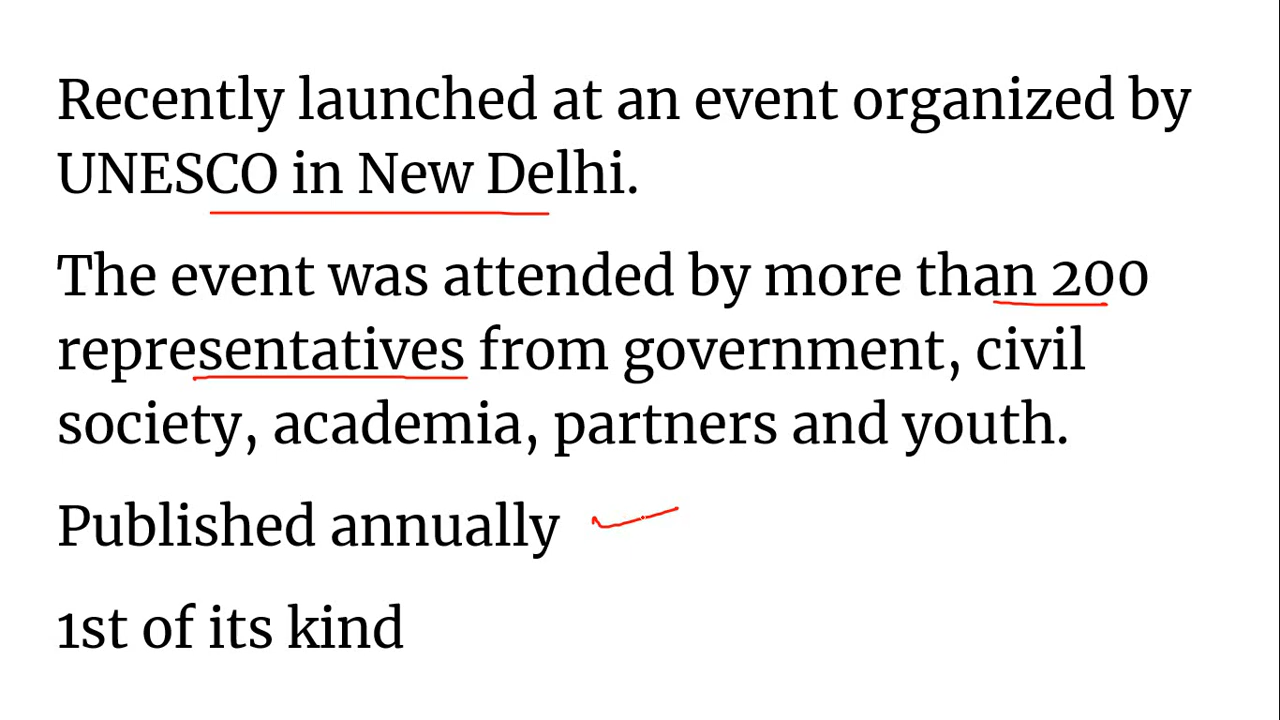 Recently launched at an event organized by
UNESCO in New Delhi.
The event was attended by more than 200
representatives from government, civil
society, academia, partners and youth.
Published annually
1st of its kind